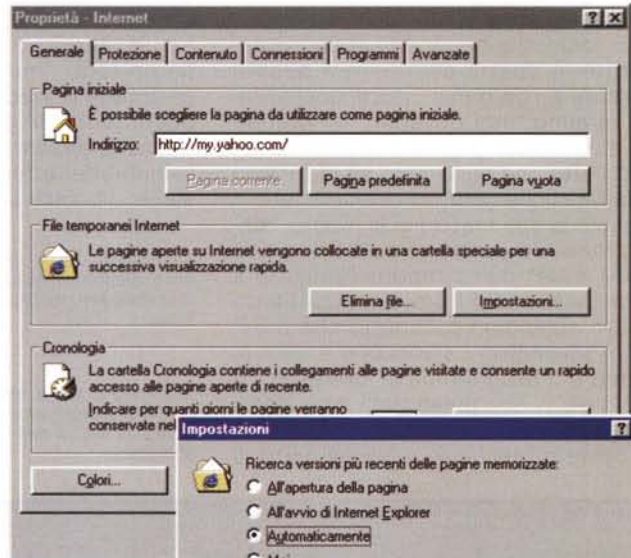 Proprietà - Internet
Generale Protezione Contenuto Connessioni Programmi Avanzate
Pagina iniziale
È possibile scegliere la pagina da utilizzare come pagina iniziale.
Indirizzo: http://my.yahoo.com/
Pagina corrente Pagina predefinita Pagina vuota
File temporanei Internet
Le pagine aperte su Internet vengono collocate in una cartella speciale per una
successiva visualizzazione rapida.
Elimina file... Impostazioni...
Cronologia
La cartella Cronologia contiene i collegamenti alle pagine visitate e consente un rapido
accesso alle pagine aperte di recente.
Indicare per quanti giorni le pagine verranno
conservate nel
Colori...
Impostazioni
Ricerca versioni più recenti delle pagine memorizzate:
All'apertura della pagina
All'avvio di Internet Explorer
Automaticamente